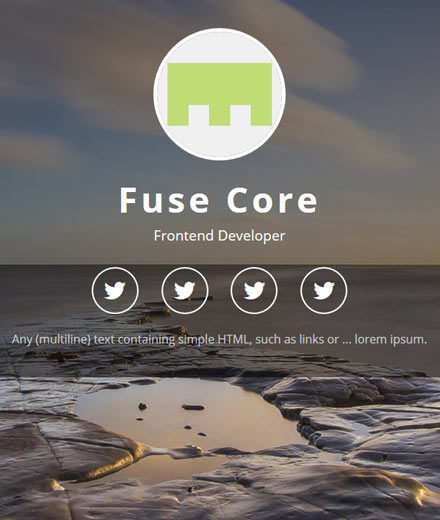 Fuse Core
Frontend Developer
Any (multiline) text containing simple HTML, such as links or ... lorem ipsum.